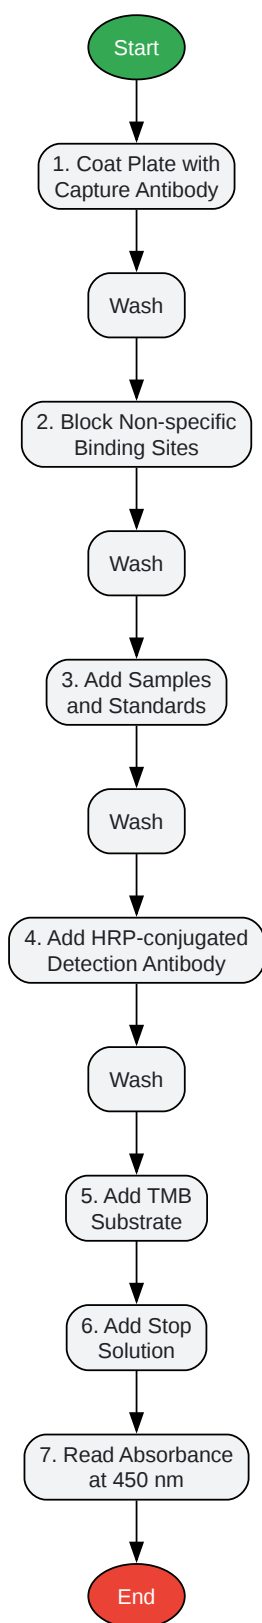 Start
1. Coat Plate with
Capture Antibody
Wash
2. Block Non-specific
Binding Sites
Wash
3. Add Samples
and Standards
Wash
4. Add HRP-conjugated
Detection Antibody
Wash
5. Add TMB
Substrate
6. Add Stop
Solution
7. Read Absorbance
at 450 nm
End